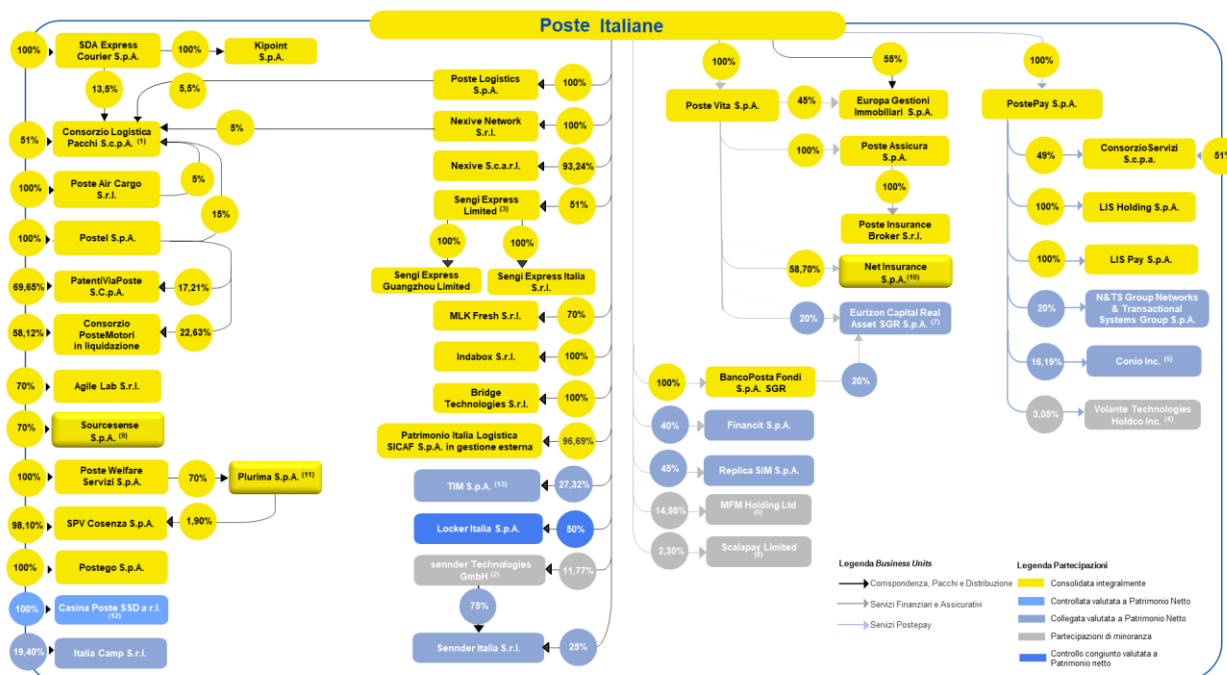 Poste Italiane
100%
SDA Express
Courier S.p.A.
100%
Kipoint
S.p.A.
13,5%
5,5%
51%
Consorzio Logistica
Pacchi S.c.p.A. (1)
5%
100%
Poste Air Cargo
S.r.l.
5%
15%
100%
Postel S.p.A.
69,65%
PatentiViaPoste
S.C.p.A.
17,21%
58,12%
Consorzio
PosteMotori
in liquidazione
22,63%
70%
Agile Lab S.r.l.
70%
Sourcesense
S.p.A. (9)
100%
Poste Welfare
Servizi S.p.A.
70%
Plurima S.p.A. (11)
98,10%
SPV Cosenza S.p.A.
1,90%
100%
Postego S.p.A.
100%
Casina Poste SSD a r.l.
(12)
19,40%
Italia Camp S.r.l.
Poste Logistics
S.p.A.
100%
Nexive Network
S.r.l.
100%
Nexive S.c.a.r.l.
93,24%
Sengi Express
Limited (3)
51%
100%
100%
Sengi Express
Guangzhou Limited
Sengi Express Italia
S.r.l.
MLK Fresh S.r.l.
70%
Indabox S.r.l.
100%
Bridge
Technologies S.r.l.
100%
Patrimonio Italia Logistica
SICAF S.p.A. in gestione esterna
96,69%
TIM S.p.A. (13)
27,32%
Locker Italia S.p.A.
50%
sennder Technologies
GmbH (2)
11,77%
75%
Sennder Italia S.r.l.
25%
100%
55%
Poste Vita S.p.A.
45%
Europa Gestioni
Immobiliari S.p.A.
100%
Poste Assicura
S.p.A.
100%
Poste Insurance
Broker S.r.l.
58,70%
Net Insurance
S.p.A. (10)
20%
Eurizon Capital Real
Asset SGR S.p.A. (7)
100%
BancoPosta Fondi
S.p.A. SGR
20%
40%
Financit S.p.A.
45%
Replica SIM S.p.A.
14,98%
MFM Holding Ltd
(6)
2,30%
Scalapay Limited
(8)
100%
PostePay S.p.A.
49%
Consorzio Servizi
S.c.p.a.
51%
100%
LIS Holding S.p.A.
100%
LIS Pay S.p.A.
20%
N&TS Group Networks
& Transactional
Systems Group S.p.A.
16,19%
Conio Inc. (5)
3,05%
Volante Technologies
Holdco Inc. (4)
Legenda Business Units
Corrispondenza, Pacchi e Distribuzione
Servizi Finanziari e Assicurativi
Servizi Postepay
Legenda Partecipazioni
Consolidata integralmente
Controllata valutata a Patrimonio Netto
Collegata valutata a Patrimonio Netto
Partecipazioni di minoranza
Controllo congiunto valutata a
Patrimonio netto